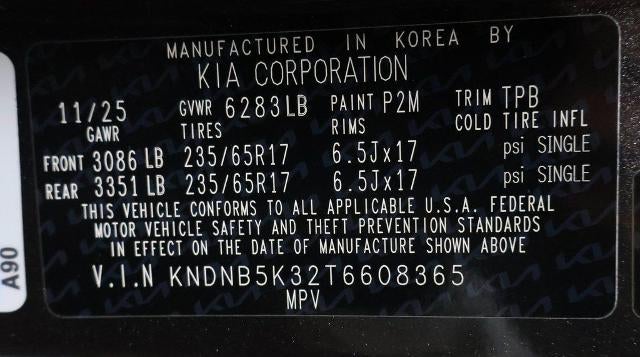 MANUFACTURED IN KOREA BY
KIA CORPORATION
11/25 GVWR 6283LB PAINT P2M TRIM TPB
GAWR TIRES RIMS COLD TIRE INFL
FRONT 3086 LB 235/65R17 6.5Jx17 psi SINGLE
REAR 3351 LB 235/65R17 6.5Jx17 psi SINGLE
THIS VEHICLE CONFORMS TO ALL APPLICABLE U.S.A. FEDERAL
MOTOR VEHICLE SAFETY AND THEFT PREVENTION STANDARDS
IN EFFECT ON THE DATE OF MANUFACTURE SHOWN ABOVE
V.I.N KNDNB5K32T6608365
MPV
A90